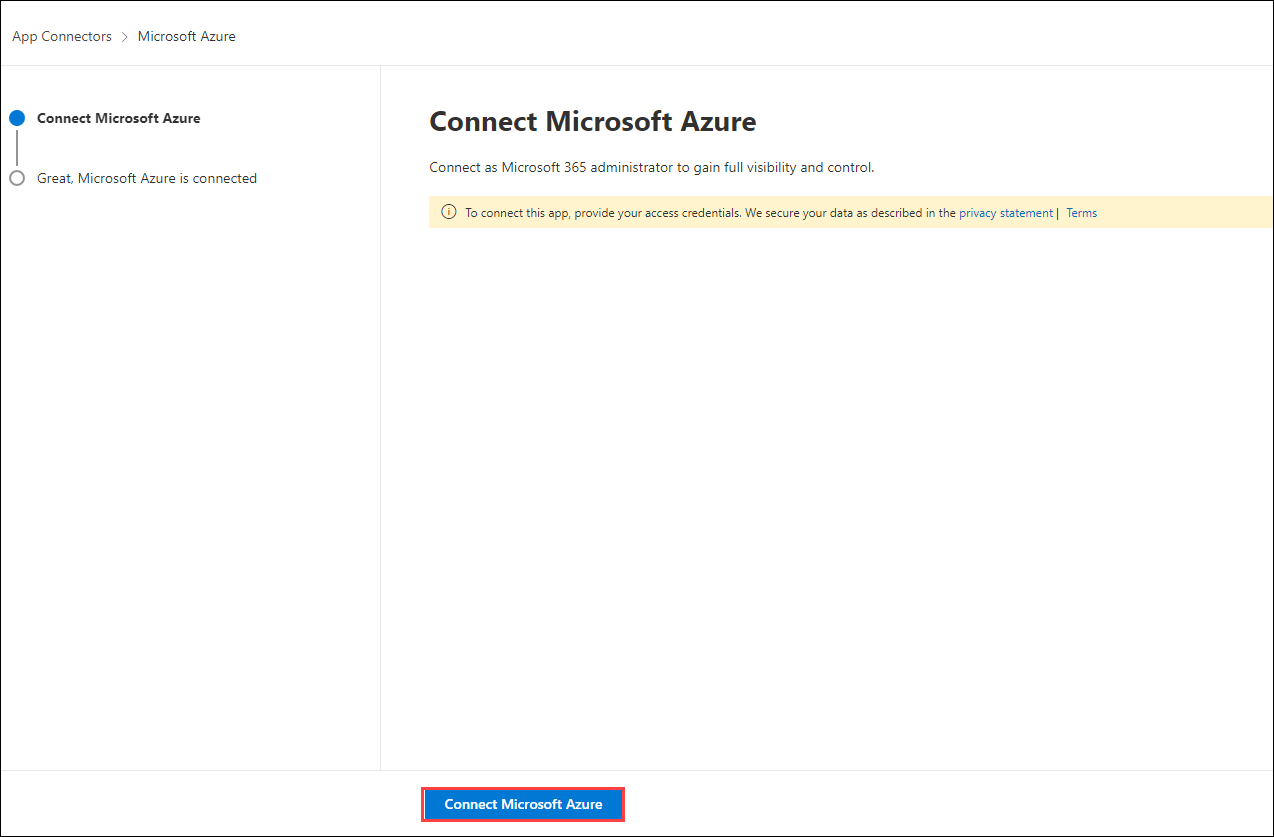 App Connectors > Microsoft Azure
Connect Microsoft Azure
Great, Microsoft Azure is connected
Connect Microsoft Azure
Connect as Microsoft 365 administrator to gain full visibility and control.
To connect this app, provide your access credentials. We secure your data as described in the privacy statement | Terms
Connect Microsoft Azure